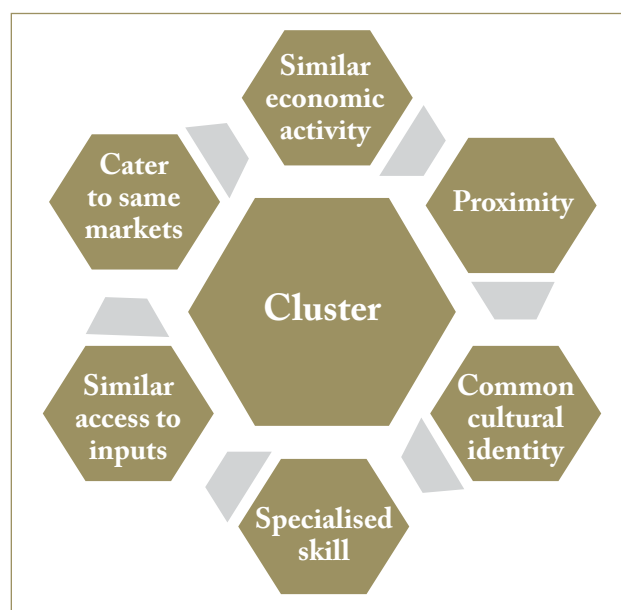 Similar
economic
activity
Cater
to same
markets
Proximity
Cluster
Similar
access to
inputs
Common
cultural
identity
Specialised
skill